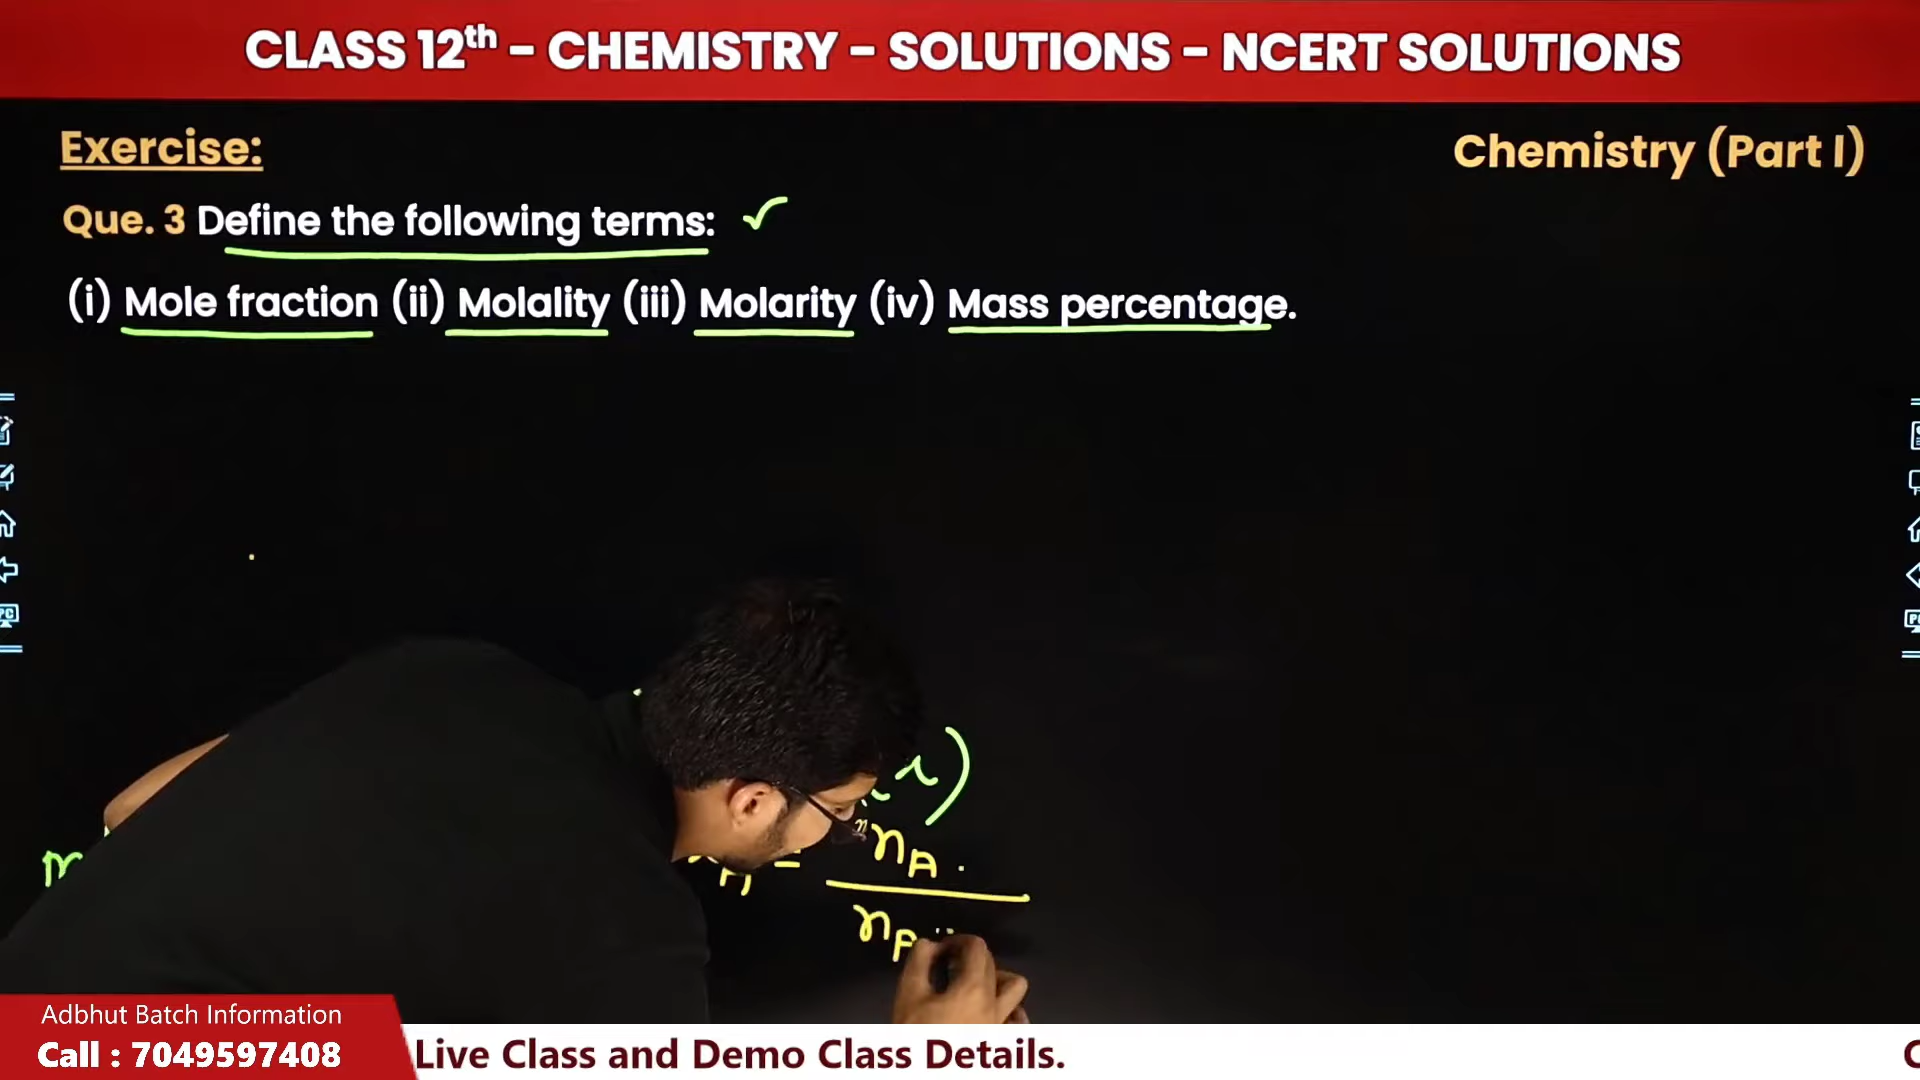 CLASS 12th - CHEMISTRY - SOLUTIONS - NCERT SOLUTIONS
Exercise:
Chemistry (Part I)
Que. 3 Define the following terms: ✓
(i) Mole fraction (ii) Molality (iii) Molarity (iv) Mass percentage.
n_A
Adbhut Batch Information
Call : 7049597408
Live Class and Demo Class Details.